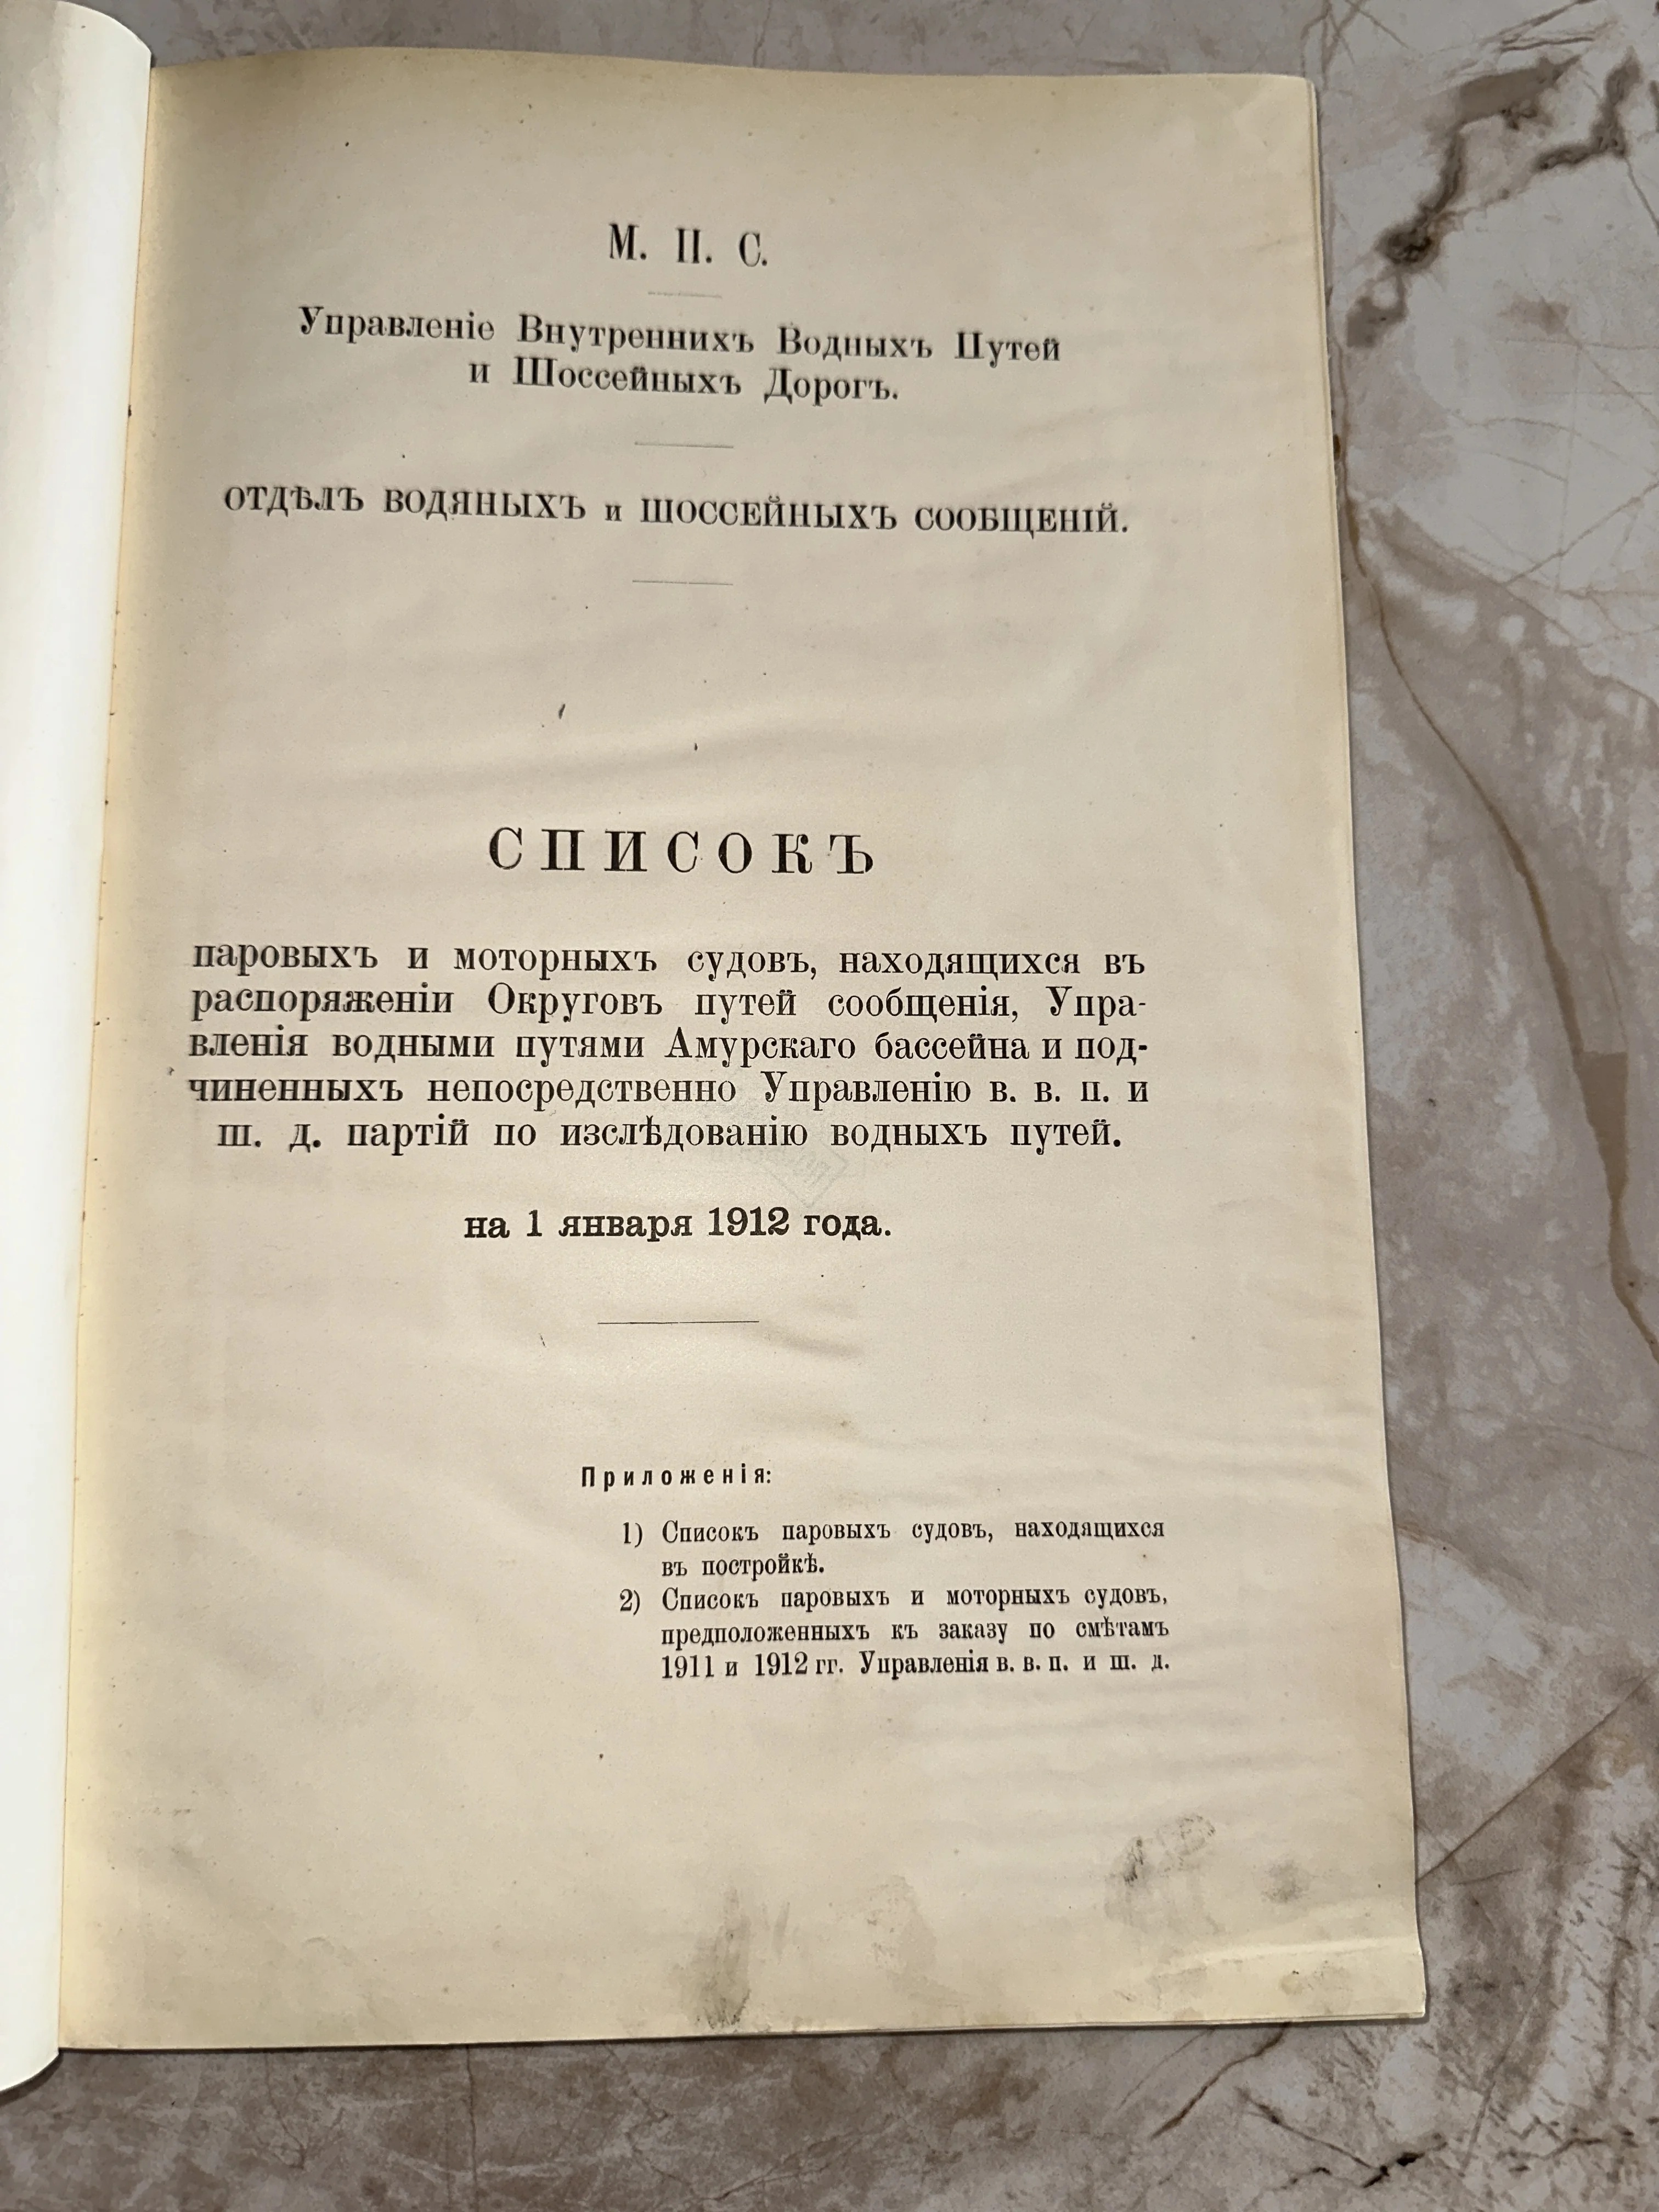 М. П. С.
Управленіе Внутреннихъ Водныхъ Путей
и Шоссейныхъ Дорогъ.
ОТДѢЛЪ ВОДЯНЫХЪ и ШОССЕЙНЫХЪ СООБЩЕНІЙ.
СПИСОКЪ
паровыхъ и моторныхъ судовъ, находящихся въ
распоряженіи Округовъ путей сообщенія, Упра-
вленія водными путями Амурскаго бассейна и под-
чиненныхъ непосредственно Управленію в. в. п. и
ш. д. партій по изслѣдованію водныхъ путей.
на 1 января 1912 года.
Приложенія:
1) Списокъ паровыхъ судовъ, находящихся
въ постройкѣ.
2) Списокъ паровыхъ и моторныхъ судовъ,
предположенныхъ къ заказу по смѣтамъ
1911 и 1912 гг. Управленія в. в. п. и ш. д.